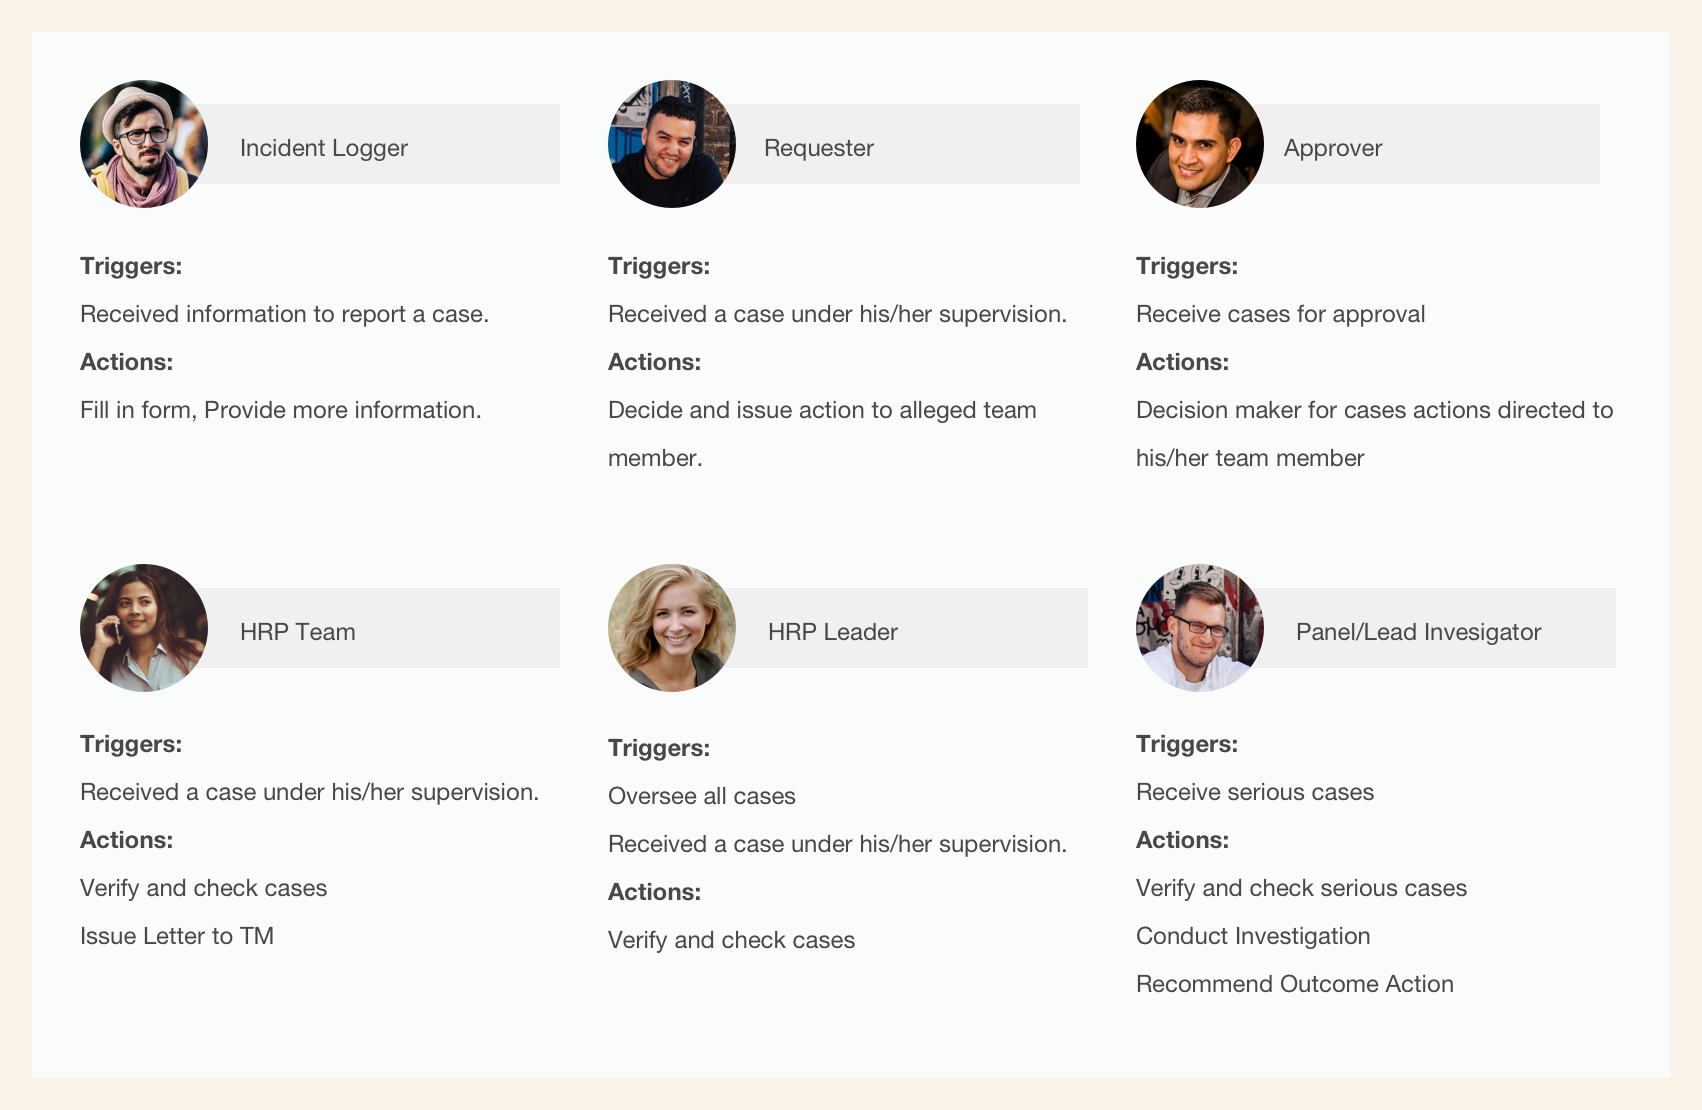 Incident Logger
Triggers:
Received information to report a case.
Actions:
Fill in form, Provide more information.
Requester
Triggers:
Received a case under his/her supervision.
Actions:
Decide and issue action to alleged team
member.
Approver
Triggers:
Receive cases for approval
Actions:
Decision maker for cases actions directed to
his/her team member
HRP Team
Triggers:
Received a case under his/her supervision.
Actions:
Verify and check cases
Issue Letter to TM
HRP Leader
Triggers:
Oversee all cases
Received a case under his/her supervision.
Actions:
Verify and check cases
Panel/Lead Invesigator
Triggers:
Receive serious cases
Actions:
Verify and check serious cases
Conduct Investigation
Recommend Outcome Action